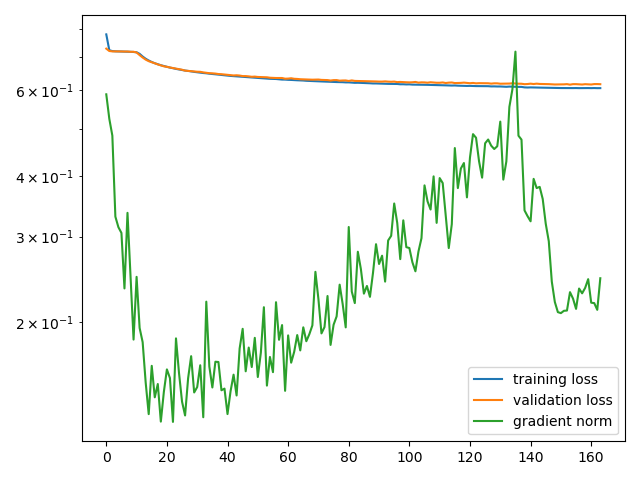 6 × 10⁻¹
4 × 10⁻¹
3 × 10⁻¹
2 × 10⁻¹
0 20 40 60 80 100 120 140 160
training loss
validation loss
gradient norm